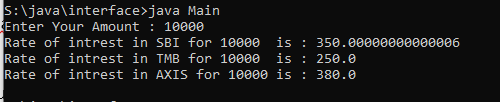 S:\java\interface>java Main
Enter Your Amount : 10000
Rate of intrest in SBI for 10000  is : 350.00000000000006
Rate of intrest in TMB for 10000  is : 250.0
Rate of intrest in AXIS for 10000 is : 380.0